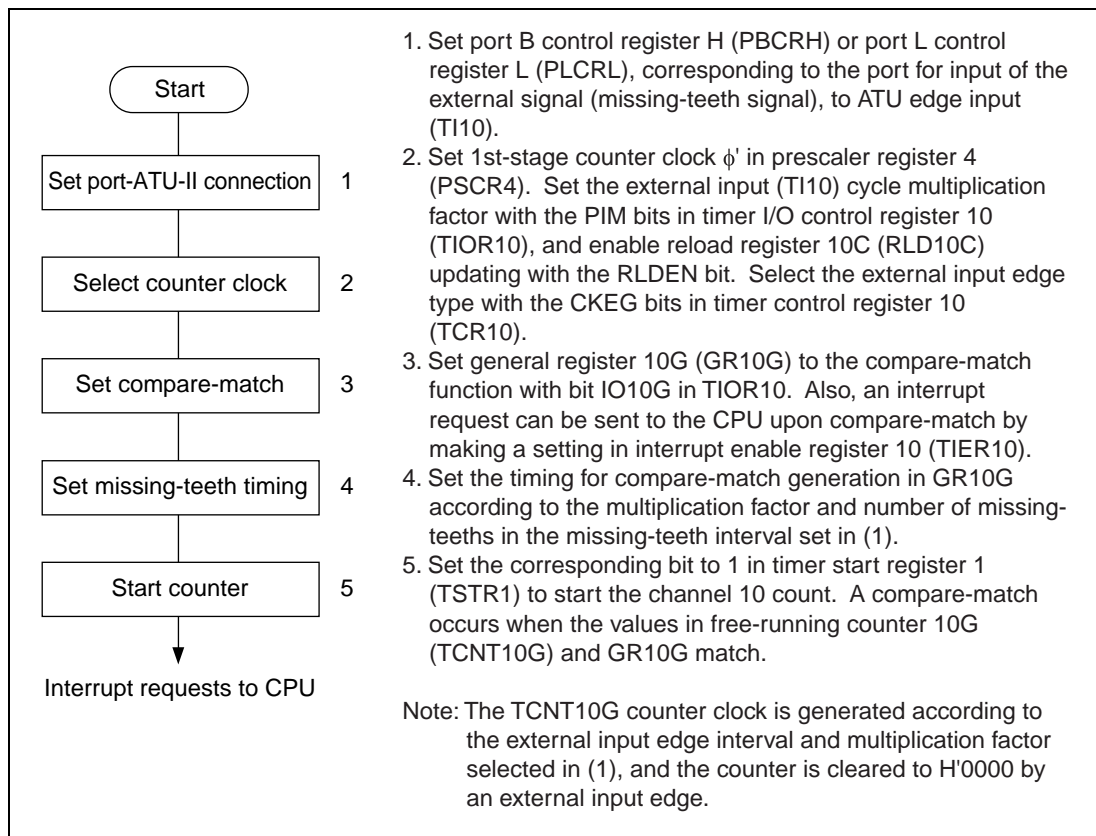 Start
Set port-ATU-II connection 1
Select counter clock 2
Set compare-match 3
Set missing-teeth timing 4
Start counter 5
Interrupt requests to CPU
1. Set port B control register H (PBCRH) or port L control
register L (PLCRL), corresponding to the port for input of the
external signal (missing-teeth signal), to ATU edge input
(TI10).
2. Set 1st-stage counter clock ϕ' in prescaler register 4
(PSCR4). Set the external input (TI10) cycle multiplication
factor with the PIM bits in timer I/O control register 10
(TIOR10), and enable reload register 10C (RLD10C)
updating with the RLDEN bit. Select the external input edge
type with the CKEG bits in timer control register 10
(TCR10).
3. Set general register 10G (GR10G) to the compare-match
function with bit IO10G in TIOR10. Also, an interrupt
request can be sent to the CPU upon compare-match by
making a setting in interrupt enable register 10 (TIER10).
4. Set the timing for compare-match generation in GR10G
according to the multiplication factor and number of missing-
teeths in the missing-teeth interval set in (1).
5. Set the corresponding bit to 1 in timer start register 1
(TSTR1) to start the channel 10 count. A compare-match
occurs when the values in free-running counter 10G
(TCNT10G) and GR10G match.
Note: The TCNT10G counter clock is generated according to
the external input edge interval and multiplication factor
selected in (1), and the counter is cleared to H'0000 by
an external input edge.